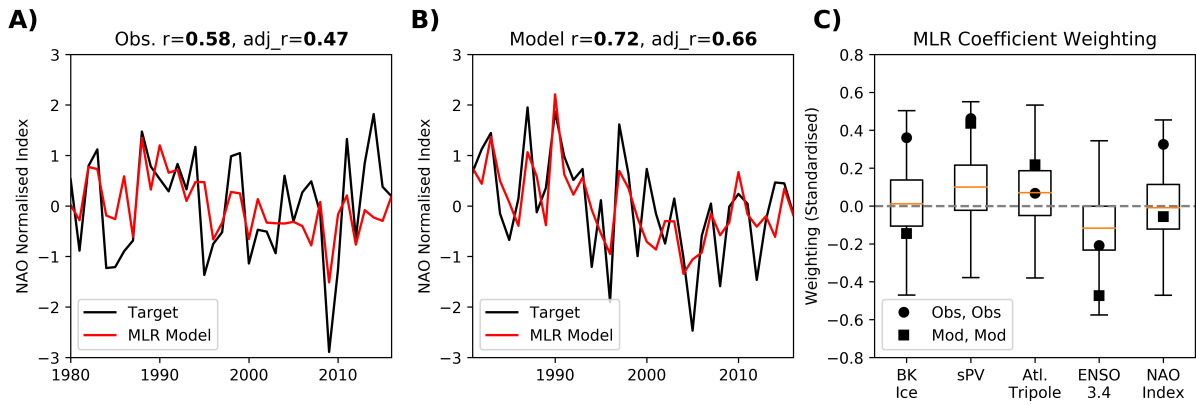 A)
Obs. r=0.58, adj_r=0.47
NAO Normalised Index
3
2
1
0
−1
−2
−3
1980
1990
2000
2010
Target
MLR Model
B)
Model r=0.72, adj_r=0.66
NAO Normalised Index
3
2
1
0
−1
−2
−3
1990
2000
2010
Target
MLR Model
C)
MLR Coefficient Weighting
Weighting (Standardised)
0.8
0.6
0.4
0.2
0.0
−0.2
−0.4
−0.6
−0.8
Obs, Obs
Mod, Mod
BK
Ice
sPV
Atl.
Tripole
ENSO
3.4
NAO
Index